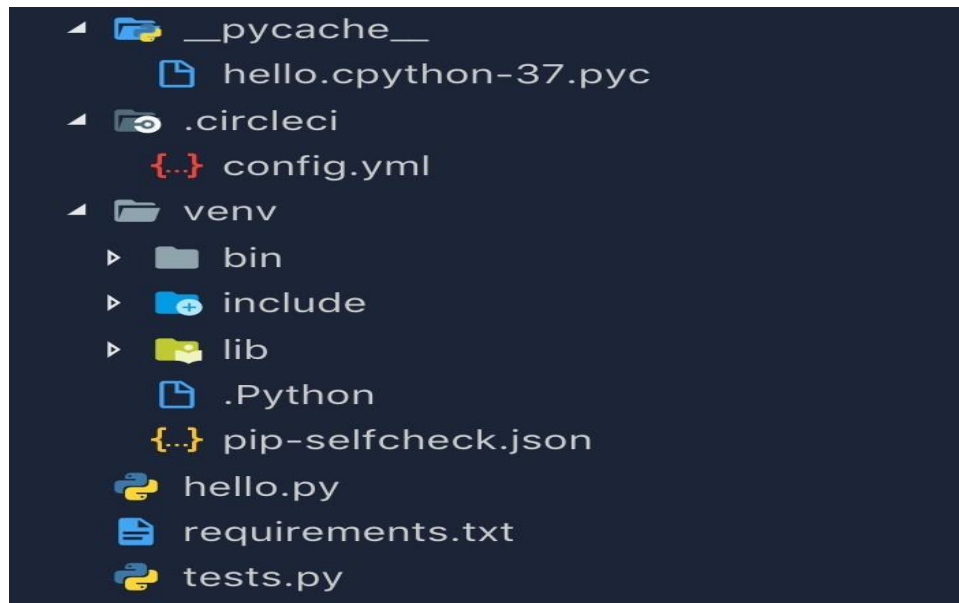 __pycache__
hello.cpython-37.pyc
.circleci
config.yml
venv
bin
include
lib
.Python
pip-selfcheck.json
hello.py
requirements.txt
tests.py